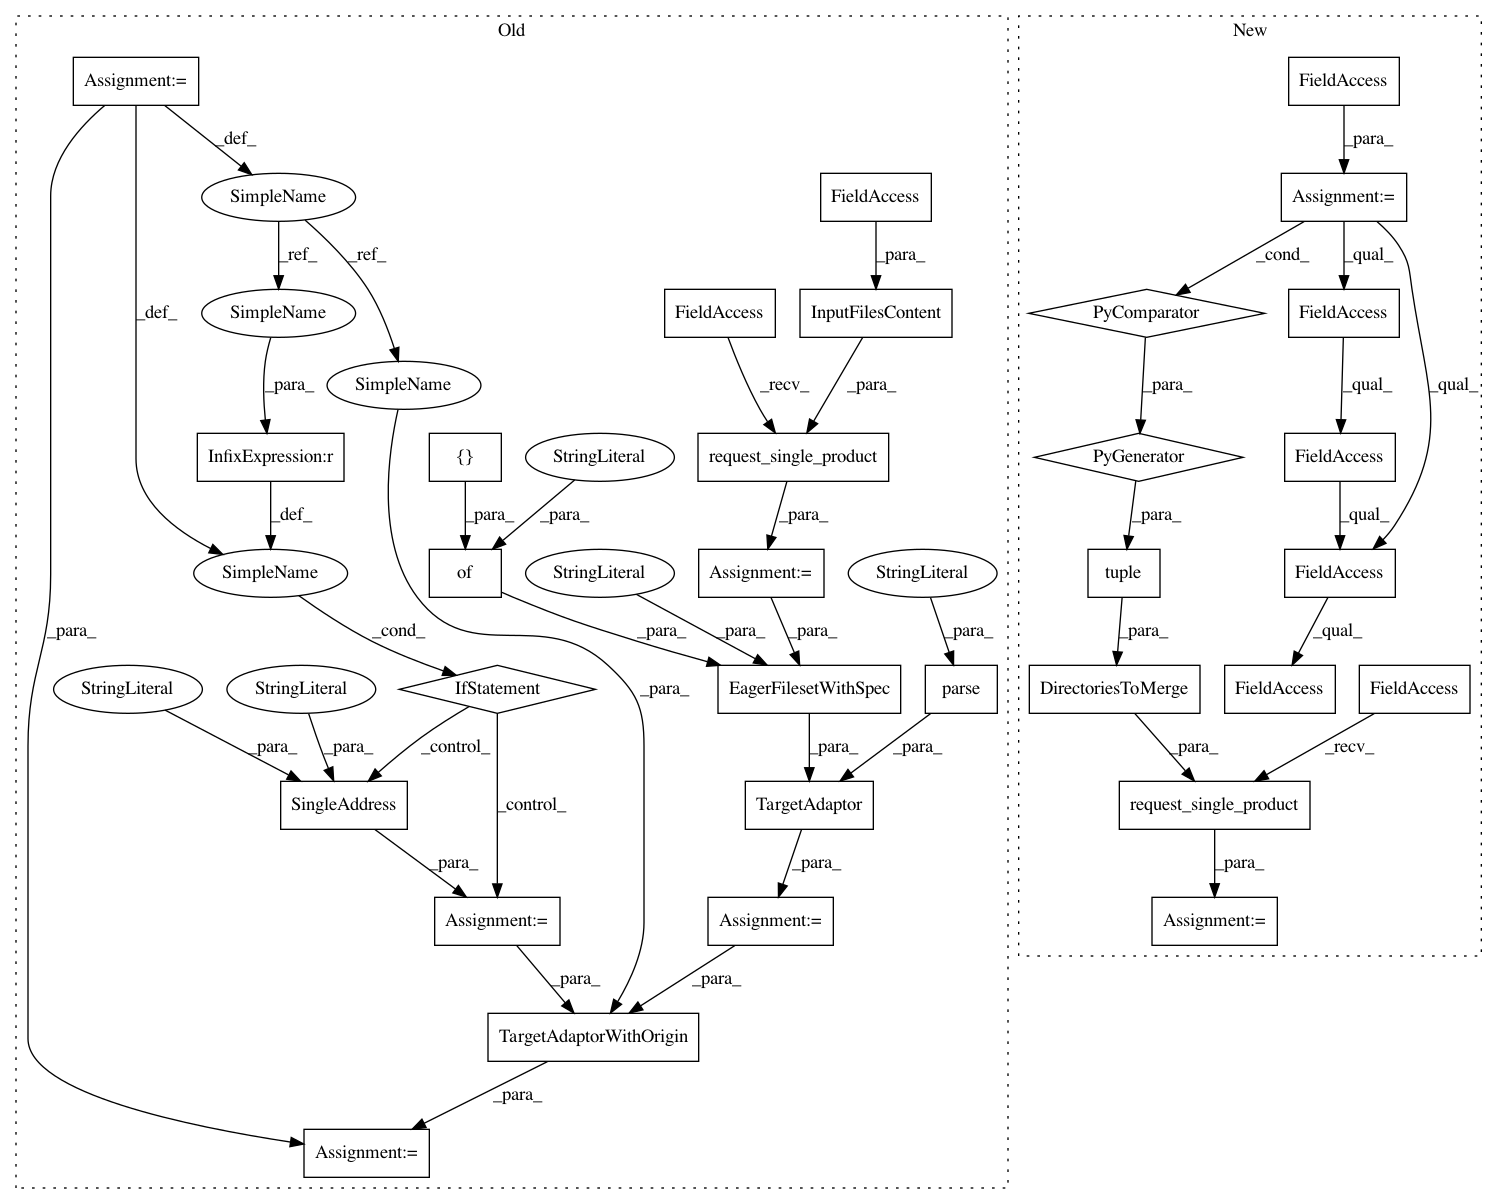 Old
New
Assignment:=
FieldAccess
_def_
_para_
SimpleName
FieldAccess
Assignment:=
_ref_
_ref_
_para_
_cond_
_qual_
_def_
SimpleName
FieldAccess
InputFilesContent
PyComparator
FieldAccess
SimpleName
_para_
_recv_
_para_
_para_
_qual_
_qual_
InfixExpression:r
{}
StringLiteral
request_single_product
PyGenerator
FieldAccess
_def_
_para_
_para_
_para_
_para_
_qual_
SimpleName
of
StringLiteral
Assignment:=
StringLiteral
tuple
FieldAccess
_para_
_cond_
_para_
_para_
_para_
_para_
_para_
_qual_
StringLiteral
StringLiteral
IfStatement
_para_
EagerFilesetWithSpec
parse
DirectoriesToMerge
FieldAccess
FieldAccess
_para_
_para_
_control_
_para_
_para_
_para_
_recv_
SingleAddress
_control_
TargetAdaptor
request_single_product
_para_
_para_
_para_
Assignment:=
Assignment:=
Assignment:=
_para_
_para_
TargetAdaptorWithOrigin
_para_
Assignment:=